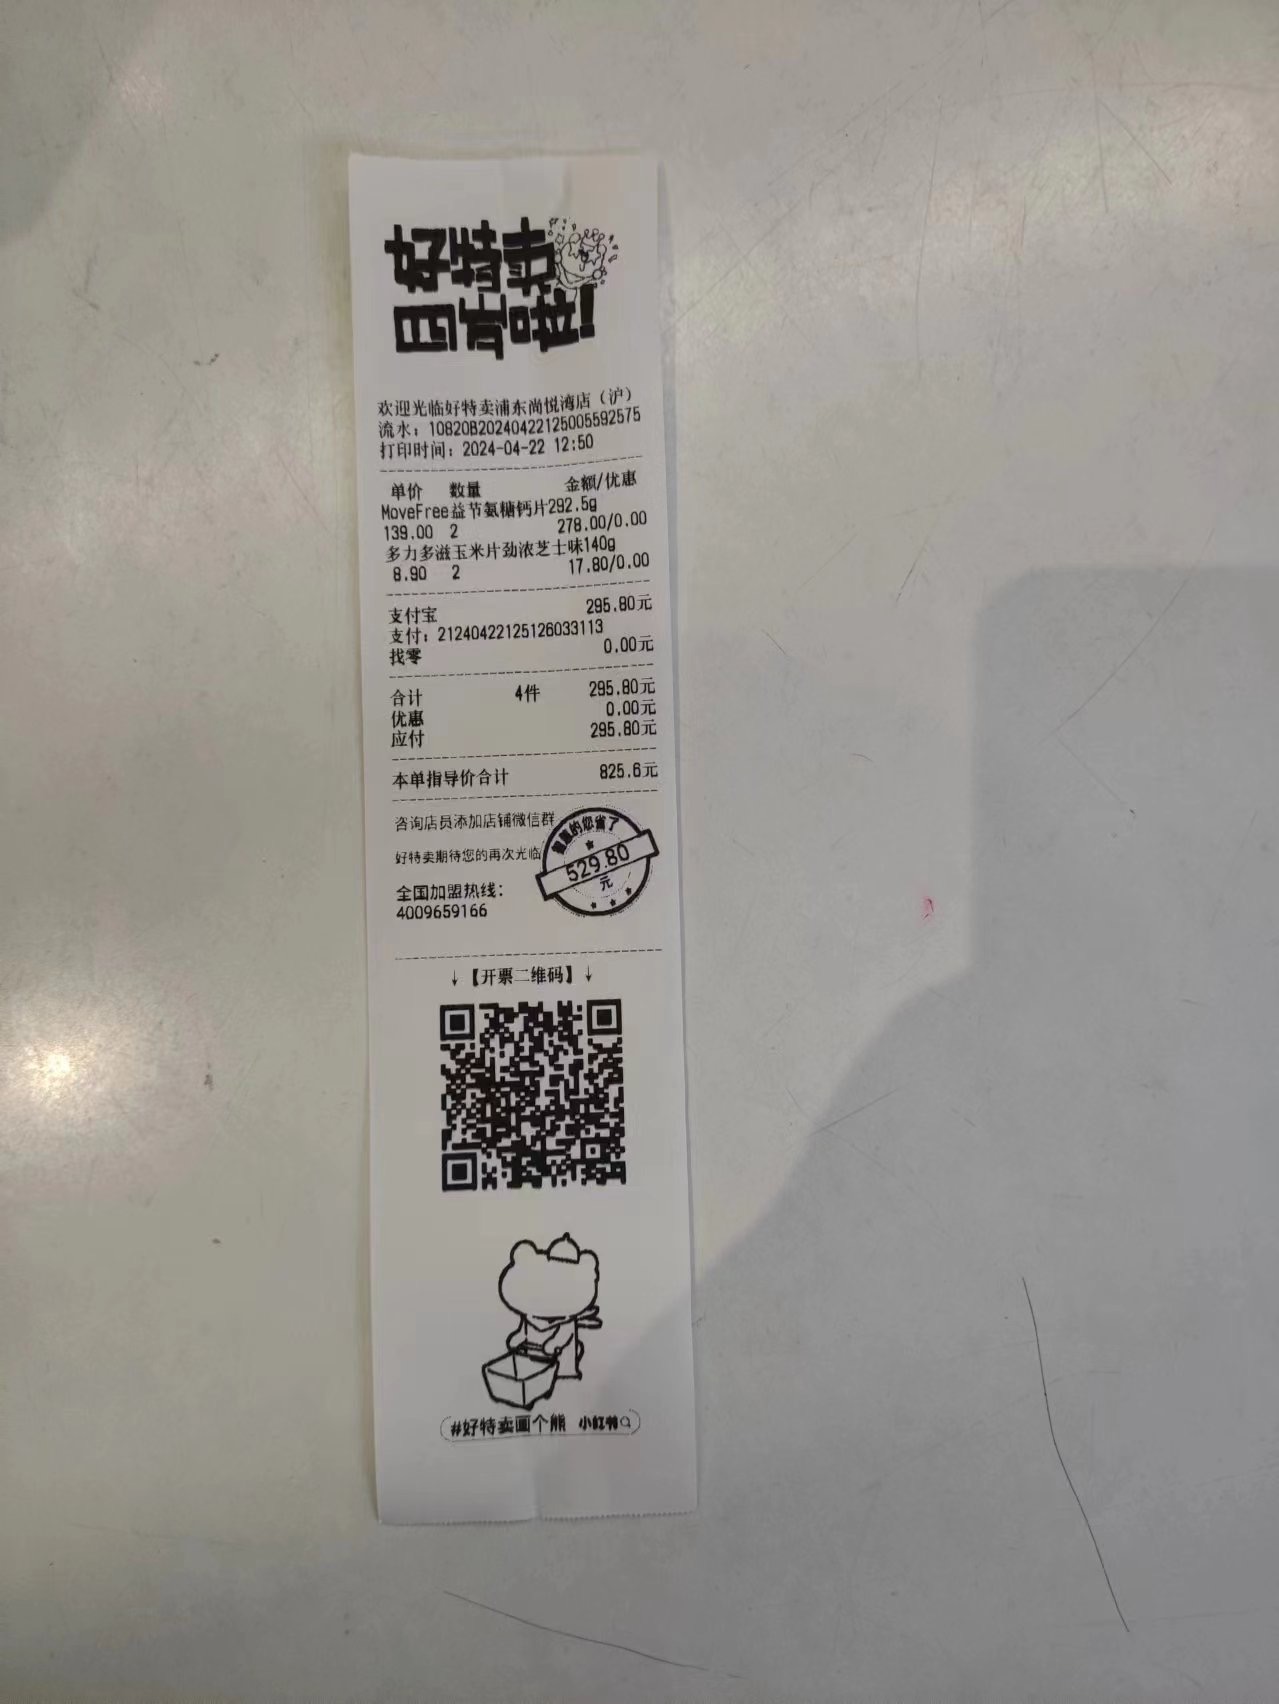 好特卖
目 啦!
欢迎光临好特卖浦东尚悦湾店（沪）
流水：10820B20240422125005592575
打印时间：2024-04-22 12:50
单价 数量 金额/优惠
MoveFree益节氨糖钙片292.5g
139.00 2 278.00/0.00
多力多滋玉米片劲浓芝士味140g
8.90 2 17.80/0.00
支付宝 295.80元
支付：21240422125126033113
找零 0.00元
合计 4件 295.80元
优惠 0.00元
应付 295.80元
本单指导价合计 825.6元
咨询店员添加店铺微信群
好特卖期待您的再次光临
的您省了
529.80
元
全国加盟热线：
4009659166
↓【开票二维码】↓
#好特卖画个熊 小红书